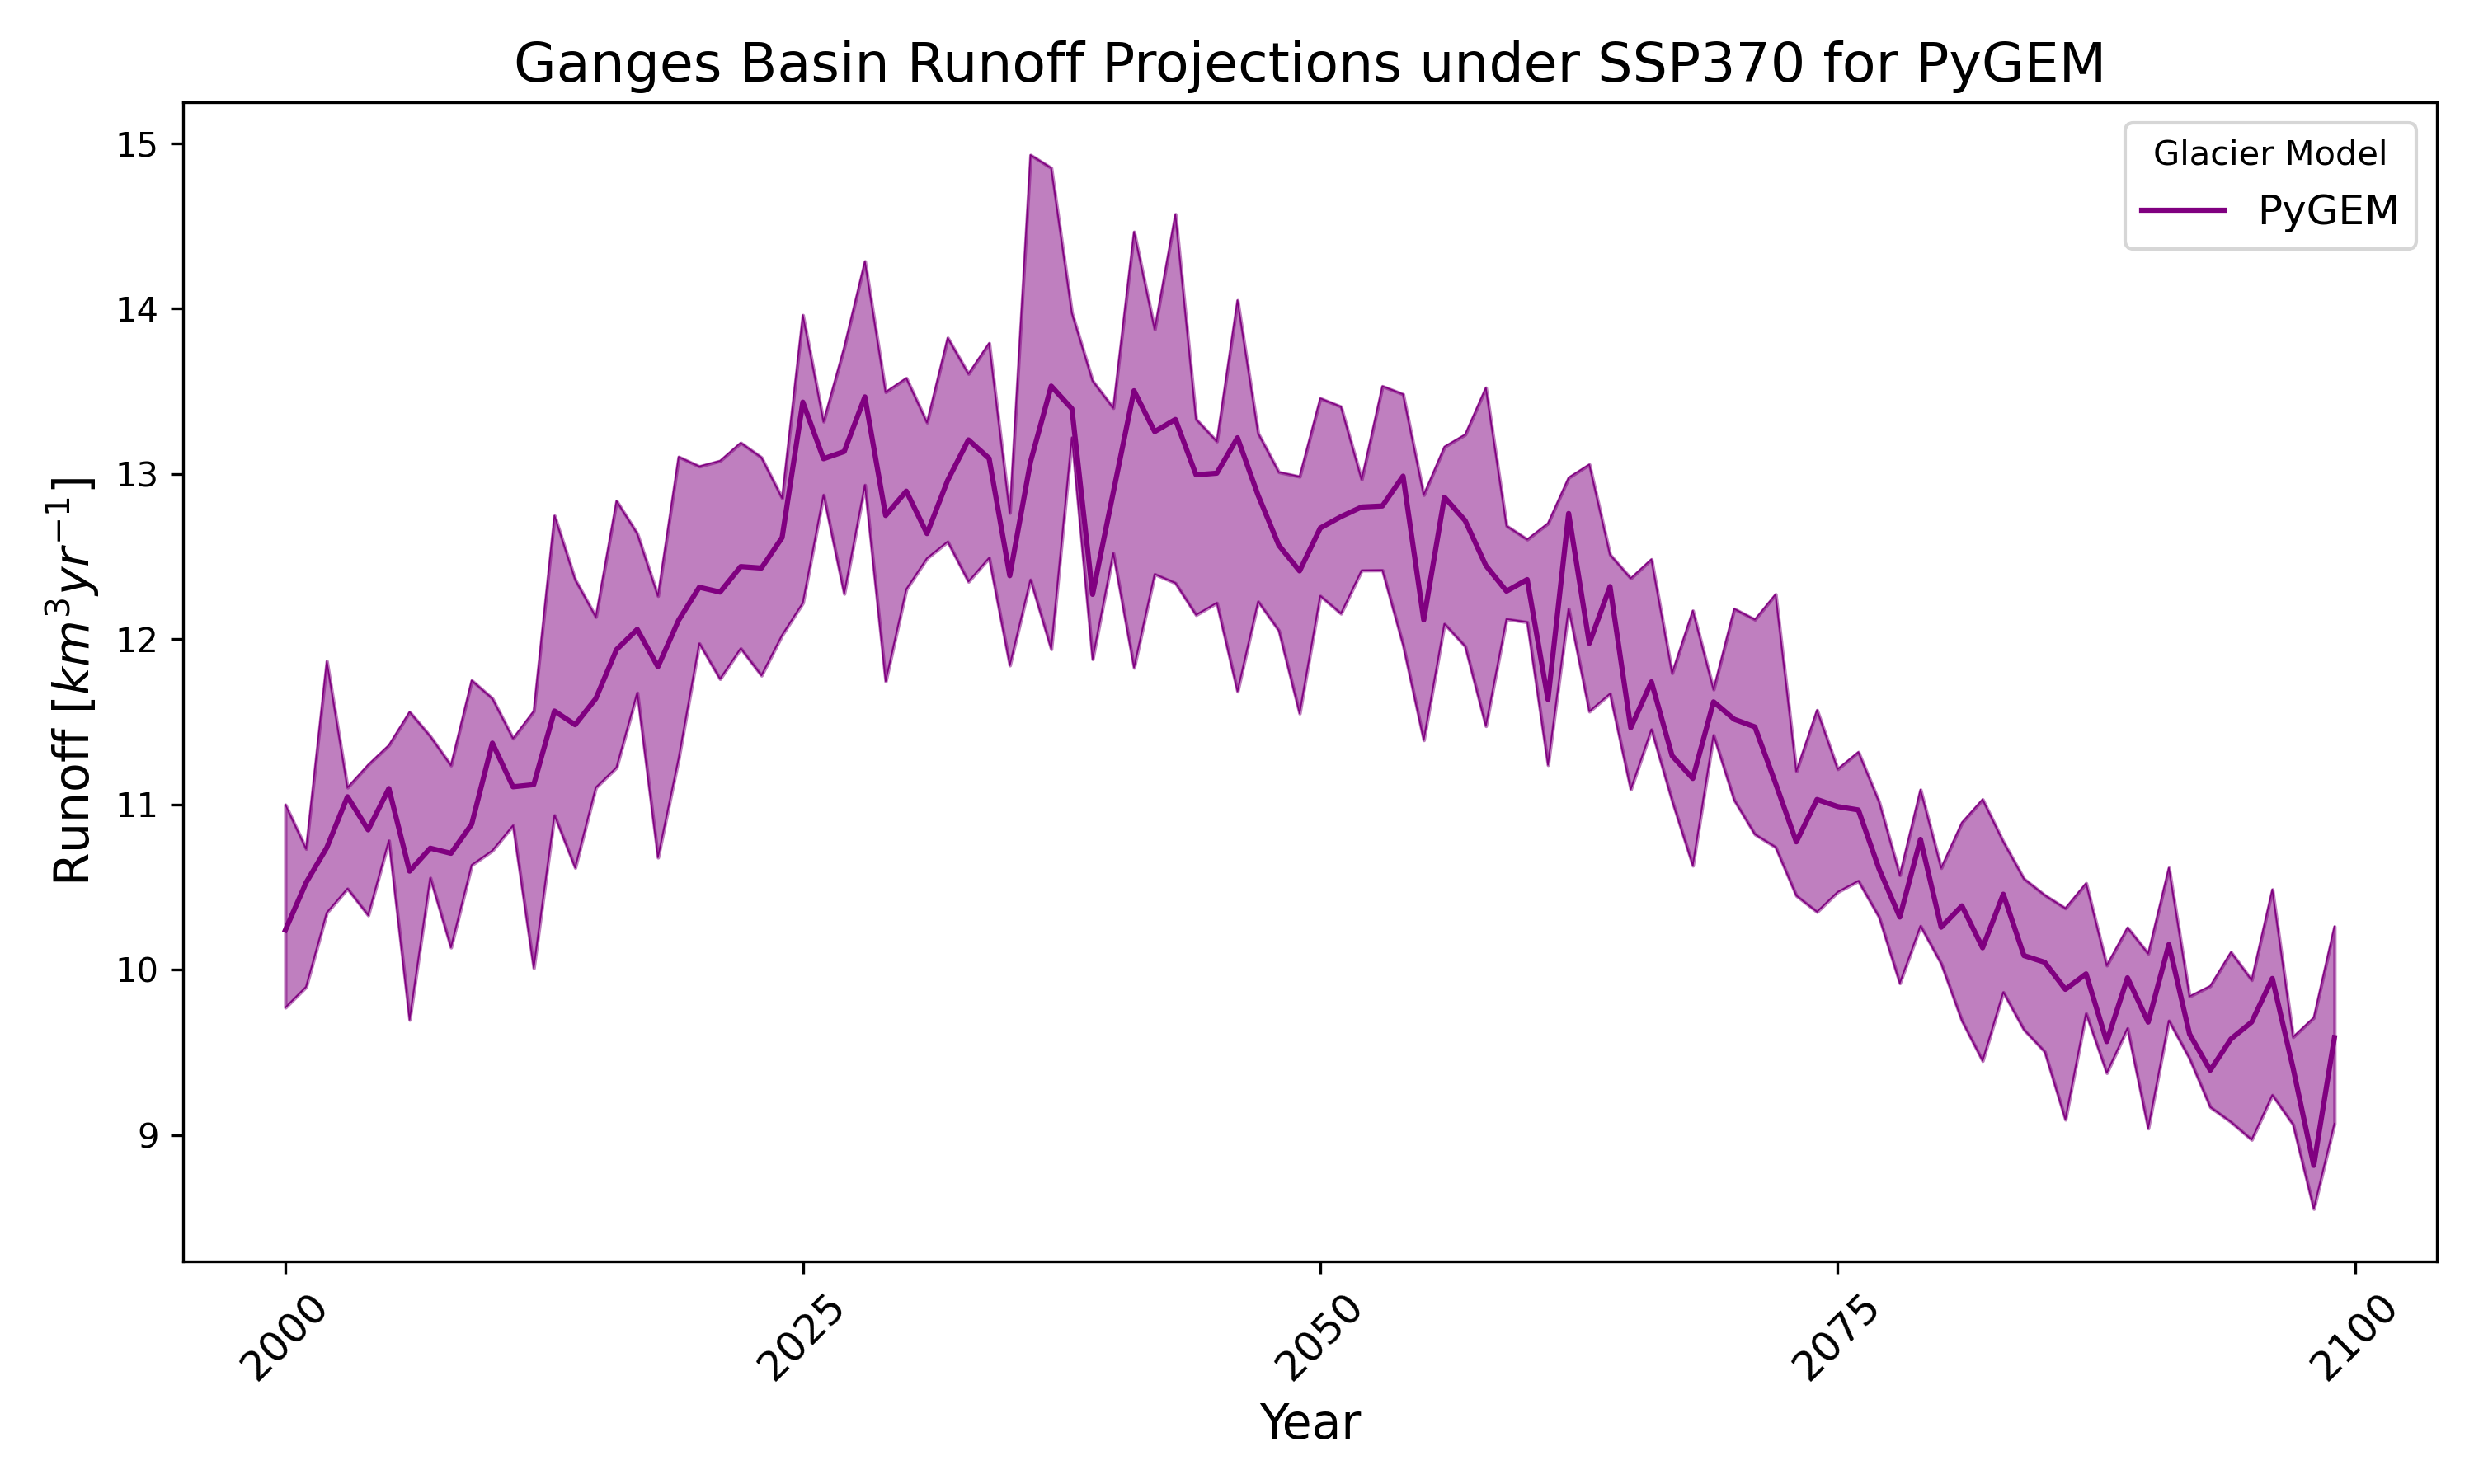 Ganges Basin Runoff Projections under SSP370 for PyGEM
Glacier Model
PyGEM
15
14
13
12
11
10
9
Runoff [km³yr⁻¹]
2000
2025
2050
2075
2100
Year